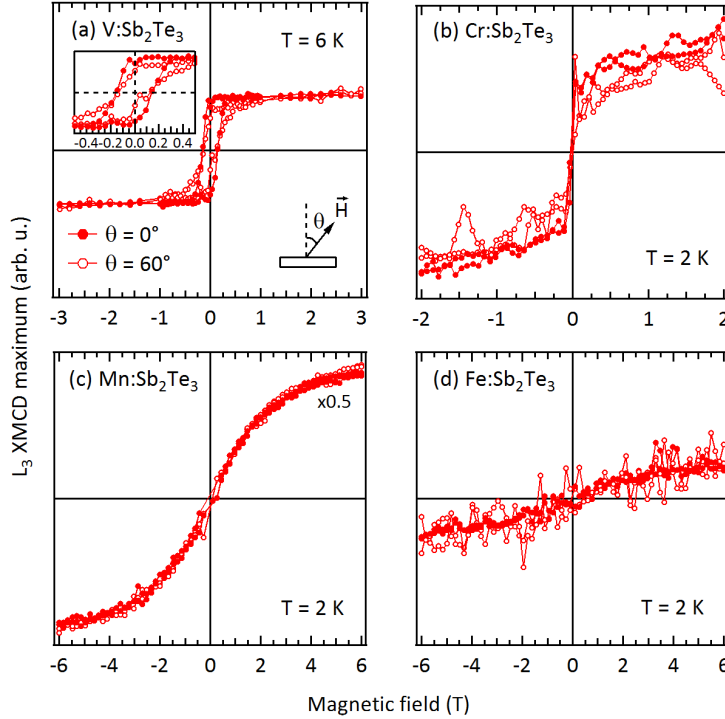 (a) V:Sb₂Te₃
T = 6 K
-0.4 -0.2 0.0 0.2 0.4
θ = 0°
θ = 60°
θ H
-3 -2 -1 0 1 2 3
(b) Cr:Sb₂Te₃
T = 2 K
-2 -1 0 1 2
(c) Mn:Sb₂Te₃
x0.5
T = 2 K
-6 -4 -2 0 2 4 6
(d) Fe:Sb₂Te₃
T = 2 K
-6 -4 -2 0 2 4 6
L₃ XMCD maximum (arb. u.)
Magnetic field (T)